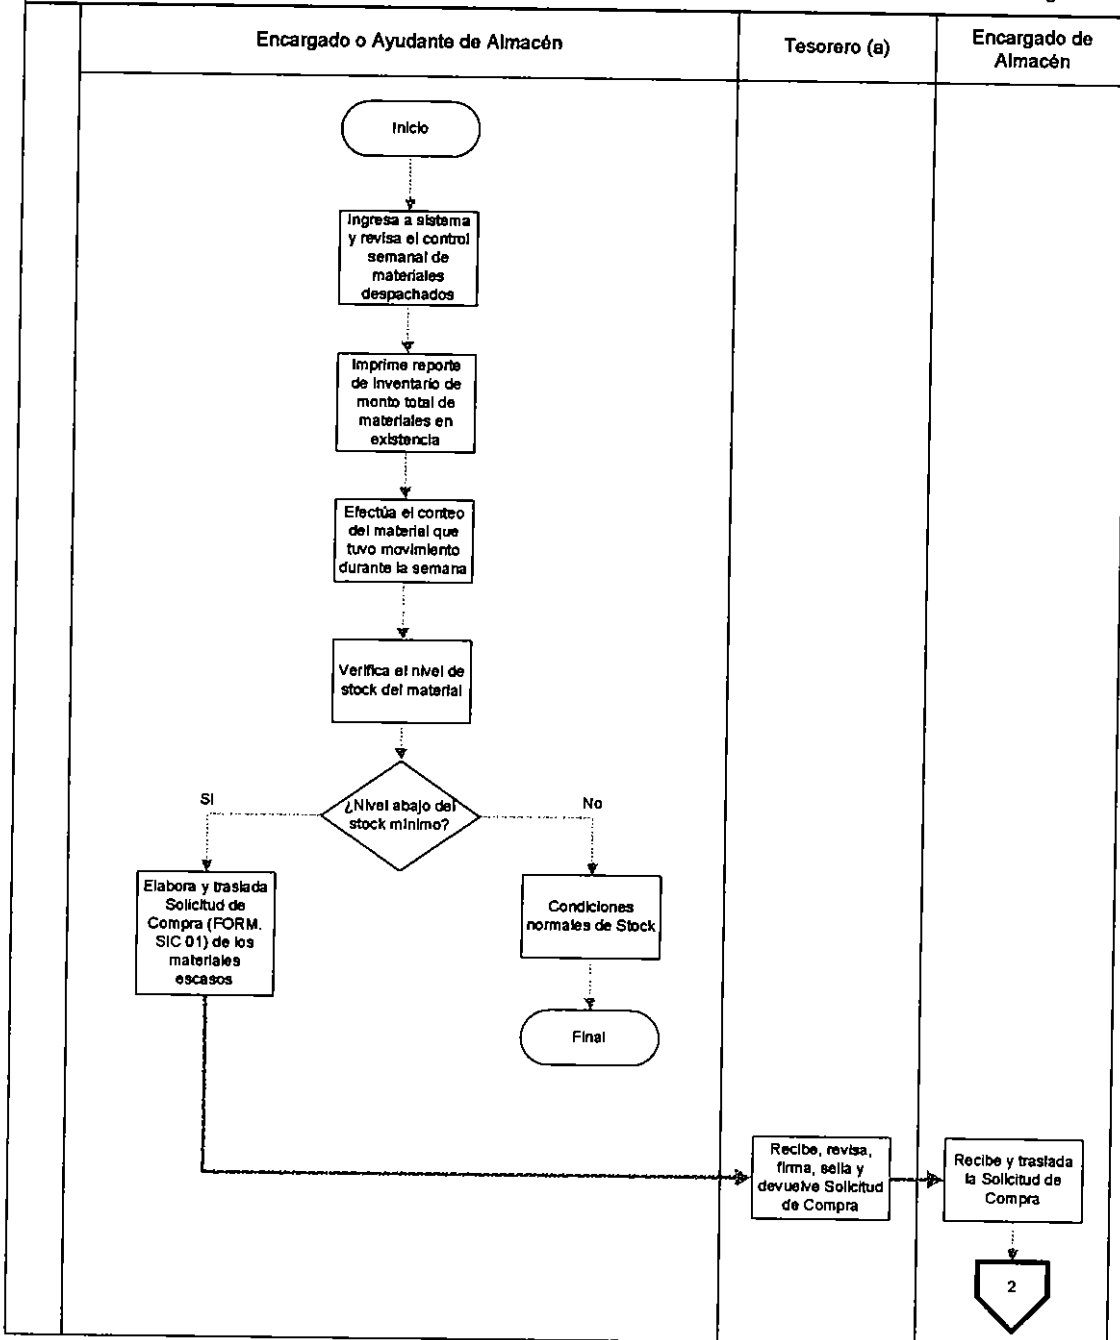 Encargado o Ayudante de Almacén
Tesorero (a)
Encargado de
Almacén
Inicio
Ingresa a sistema
y revisa el control
semanal de
materiales
despachados
Imprime reporte
de inventario de
monto total de
materiales en
existencia
Efectúa el conteo
del material que
tuvo movimiento
durante la semana
Verifica el nivel de
stock del material
¿Nivel abajo del
stock mínimo?
SI
No
Elabora y traslada
Solicitud de
Compra (FORM.
SIC 01) de los
materiales
escasos
Condiciones
normales de Stock
Final
Recibe, revisa,
firma, sella y
devuelve Solicitud
de Compra
Recibe y traslada
la Solicitud de
Compra
2